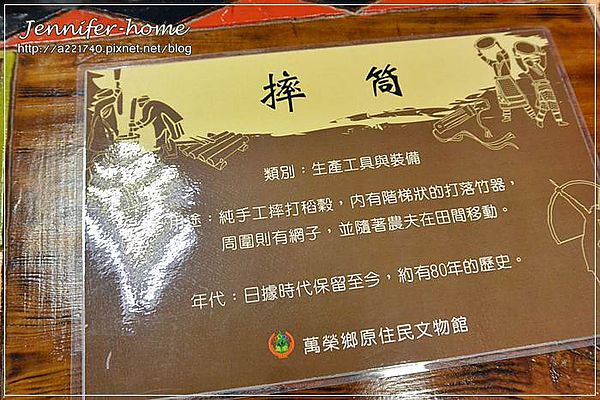 Jennifer-home
http://a221740.pixnet.net/blog
摔筒
類別：生產工具與裝備
途：純手工摔打稻穀，內有階梯狀的打落竹器，
周圍則有網子，並隨著農夫在田間移動。
年代：日據時代保留至今，約有80年的歷史。
萬榮鄉原住民文物館